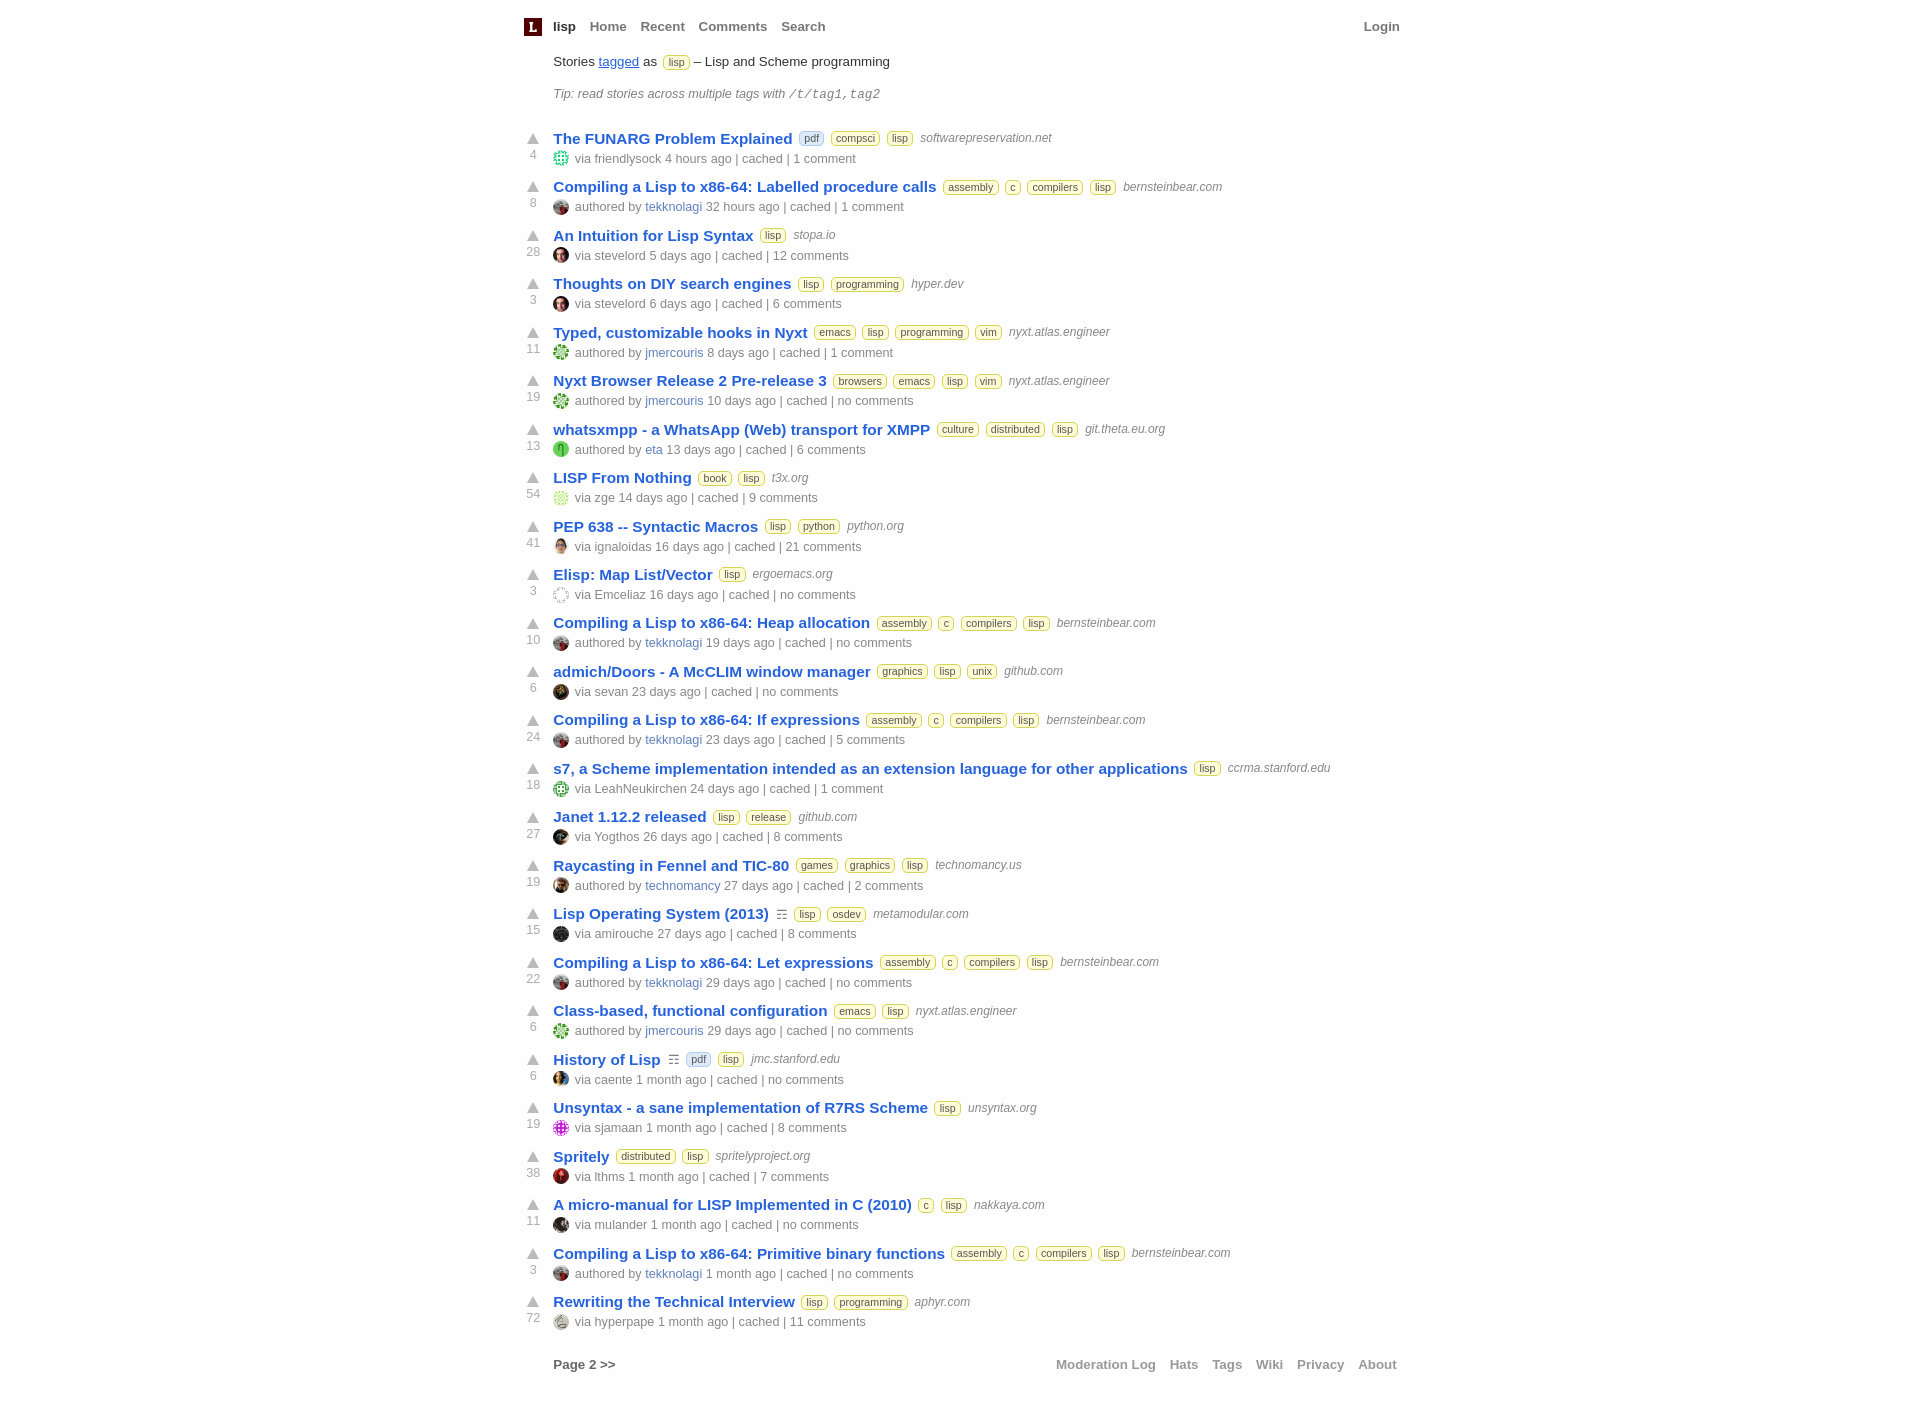 L lisp Home Recent Comments Search Login
Stories tagged as lisp – Lisp and Scheme programming
Tip: read stories across multiple tags with /t/tag1,tag2
The FUNARG Problem Explained pdf compsci lisp softwarepreservation.net
4 via friendlysock 4 hours ago | cached | 1 comment
Compiling a Lisp to x86-64: Labelled procedure calls assembly c compilers lisp bernsteinbear.com
8 authored by tekknolagi 32 hours ago | cached | 1 comment
An Intuition for Lisp Syntax lisp stopa.io
28 via stevelord 5 days ago | cached | 12 comments
Thoughts on DIY search engines lisp programming hyper.dev
3 via stevelord 6 days ago | cached | 6 comments
Typed, customizable hooks in Nyxt emacs lisp programming vim nyxt.atlas.engineer
11 authored by jmercouris 8 days ago | cached | 1 comment
Nyxt Browser Release 2 Pre-release 3 browsers emacs lisp vim nyxt.atlas.engineer
19 authored by jmercouris 10 days ago | cached | no comments
whatsxmpp - a WhatsApp (Web) transport for XMPP culture distributed lisp git.theta.eu.org
13 authored by eta 13 days ago | cached | 6 comments
LISP From Nothing book lisp t3x.org
54 via zge 14 days ago | cached | 9 comments
PEP 638 -- Syntactic Macros lisp python python.org
41 via ignaloidas 16 days ago | cached | 21 comments
Elisp: Map List/Vector lisp ergoemacs.org
3 via Emceliaz 16 days ago | cached | no comments
Compiling a Lisp to x86-64: Heap allocation assembly c compilers lisp bernsteinbear.com
10 authored by tekknolagi 19 days ago | cached | no comments
admich/Doors - A McCLIM window manager graphics lisp unix github.com
6 via sevan 23 days ago | cached | no comments
Compiling a Lisp to x86-64: If expressions assembly c compilers lisp bernsteinbear.com
24 authored by tekknolagi 23 days ago | cached | 5 comments
s7, a Scheme implementation intended as an extension language for other applications lisp ccrma.stanford.edu
18 via LeahNeukirchen 24 days ago | cached | 1 comment
Janet 1.12.2 released lisp release github.com
27 via Yogthos 26 days ago | cached | 8 comments
Raycasting in Fennel and TIC-80 games graphics lisp technomancy.us
19 authored by technomancy 27 days ago | cached | 2 comments
Lisp Operating System (2013) ☶ lisp osdev metamodular.com
15 via amirouche 27 days ago | cached | 8 comments
Compiling a Lisp to x86-64: Let expressions assembly c compilers lisp bernsteinbear.com
22 authored by tekknolagi 29 days ago | cached | no comments
Class-based, functional configuration emacs lisp nyxt.atlas.engineer
6 authored by jmercouris 29 days ago | cached | no comments
History of Lisp ☶ pdf lisp jmc.stanford.edu
6 via caente 1 month ago | cached | no comments
Unsyntax - a sane implementation of R7RS Scheme lisp unsyntax.org
19 via sjamaan 1 month ago | cached | 8 comments
Spritely distributed lisp spritelyproject.org
38 via lthms 1 month ago | cached | 7 comments
A micro-manual for LISP Implemented in C (2010) c lisp nakkaya.com
11 via mulander 1 month ago | cached | no comments
Compiling a Lisp to x86-64: Primitive binary functions assembly c compilers lisp bernsteinbear.com
3 authored by tekknolagi 1 month ago | cached | no comments
Rewriting the Technical Interview lisp programming aphyr.com
72 via hyperpape 1 month ago | cached | 11 comments
Page 2 >> Moderation Log Hats Tags Wiki Privacy About